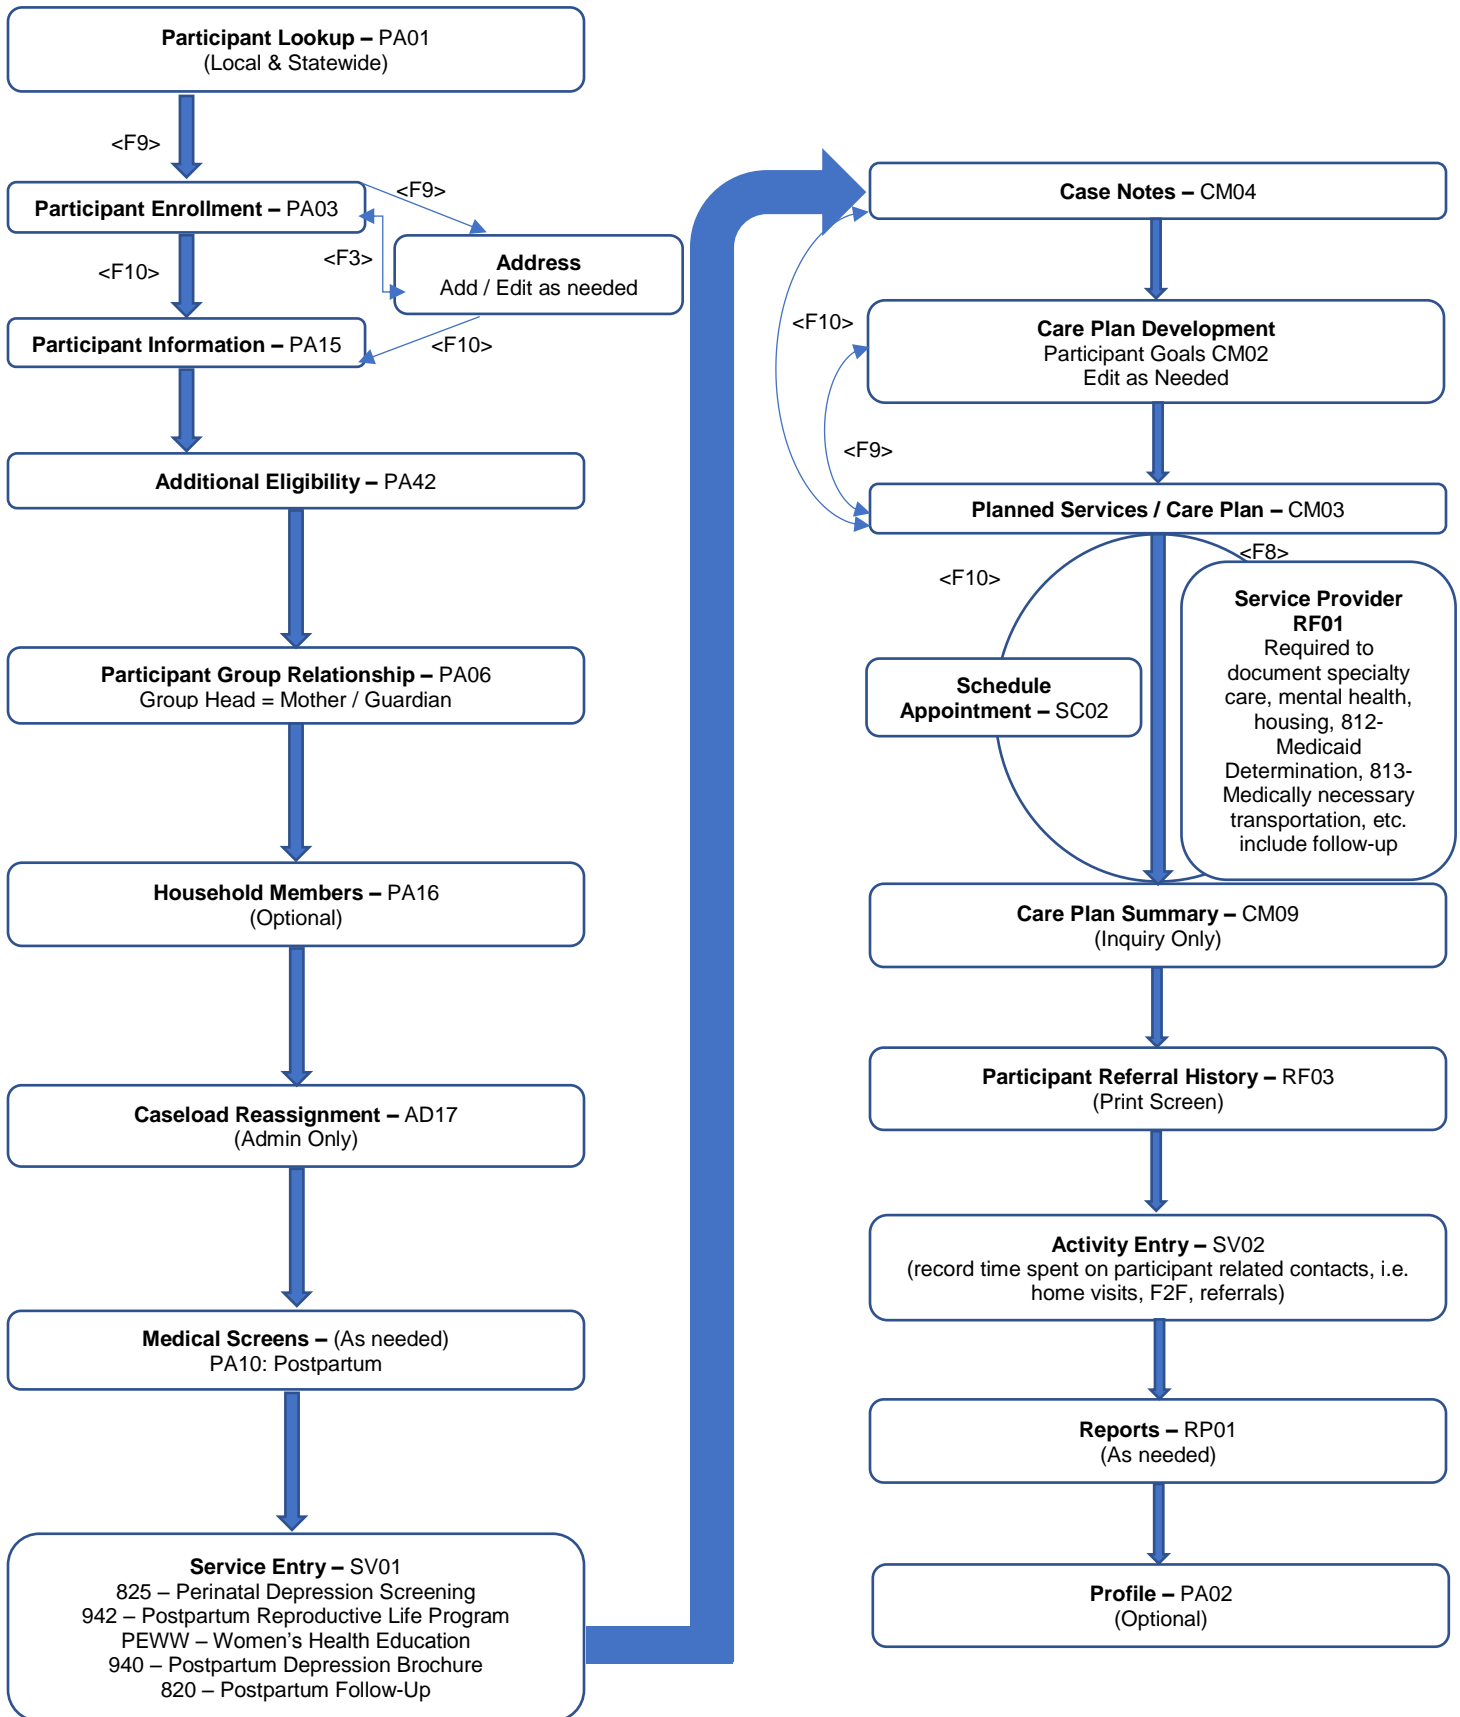 Participant Lookup – PA01
(Local & Statewide)
<F9>
Participant Enrollment – PA03
<F9>
<F3>
Address
Add / Edit as needed
<F10>
Participant Information – PA15
<F10>
Additional Eligibility – PA42
Participant Group Relationship – PA06
Group Head = Mother / Guardian
Household Members – PA16
(Optional)
Caseload Reassignment – AD17
(Admin Only)
Medical Screens – (As needed)
PA10: Postpartum
Service Entry – SV01
825 – Perinatal Depression Screening
942 – Postpartum Reproductive Life Program
PEWW – Women's Health Education
940 – Postpartum Depression Brochure
820 – Postpartum Follow-Up
Case Notes – CM04
<F10>
Care Plan Development
Participant Goals CM02
Edit as Needed
<F9>
Planned Services / Care Plan – CM03
<F10>
<F8>
Schedule
Appointment – SC02
Service Provider
RF01
Required to
document specialty
care, mental health,
housing, 812-
Medicaid
Determination, 813-
Medically necessary
transportation, etc.
include follow-up
Care Plan Summary – CM09
(Inquiry Only)
Participant Referral History – RF03
(Print Screen)
Activity Entry – SV02
(record time spent on participant related contacts, i.e.
home visits, F2F, referrals)
Reports – RP01
(As needed)
Profile – PA02
(Optional)